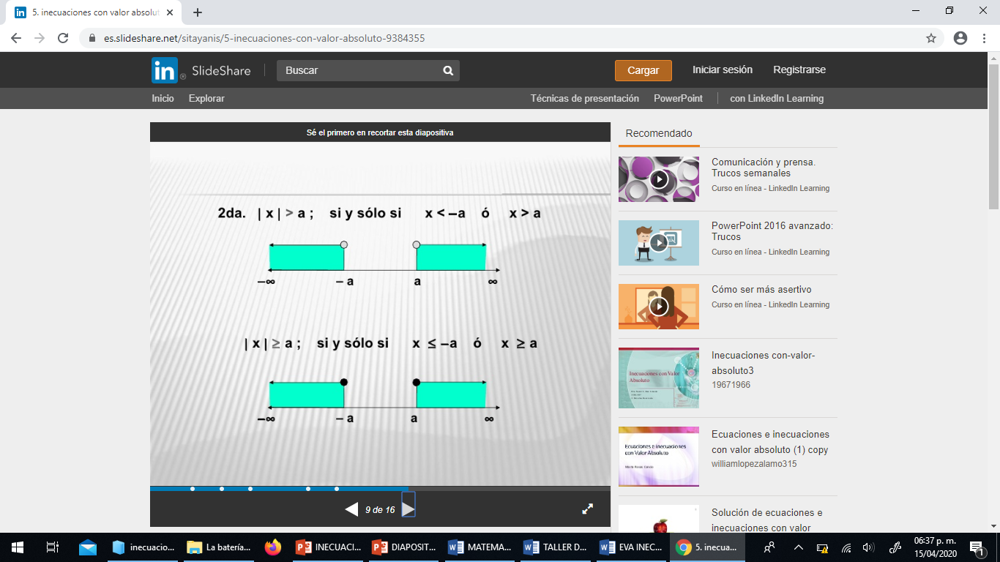 5. inecuaciones con valor absolut
es.slideshare.net/sitayanis/5-inecuaciones-con-valor-absoluto-9384355
in ® SlideShare
Buscar
Cargar
Iniciar sesión
Registrarse
Inicio
Explorar
Técnicas de presentación
PowerPoint
con LinkedIn Learning
Sé el primero en recortar esta diapositiva
2da. | x | > a ; si y sólo si x < –a ó x > a
–∞ – a a ∞
| x | ≥ a ; si y sólo si x ≤ –a ó x ≥ a
–∞ – a a ∞
9 de 16
Recomendado
Comunicación y prensa.
Trucos semanales
Curso en línea - LinkedIn Learning
PowerPoint 2016 avanzado:
Trucos
Curso en línea - LinkedIn Learning
Cómo ser más asertivo
Curso en línea - LinkedIn Learning
Inecuaciones con Valor
Absoluto
Inecuaciones con-valor-
absoluto3
19671966
Ecuaciones e inecuaciones
con Valor Absoluto
Ecuaciones e inecuaciones
con valor absoluto (1) copy
williamlopezalamo315
Solución de ecuaciones e
inecuaciones con valor
inecuacio...
La batería...
INECUACI...
DIAPOSIT...
MATEMA...
TALLER D...
EVA INEC...
5. inecua...
06:37 p. m.
15/04/2020
1